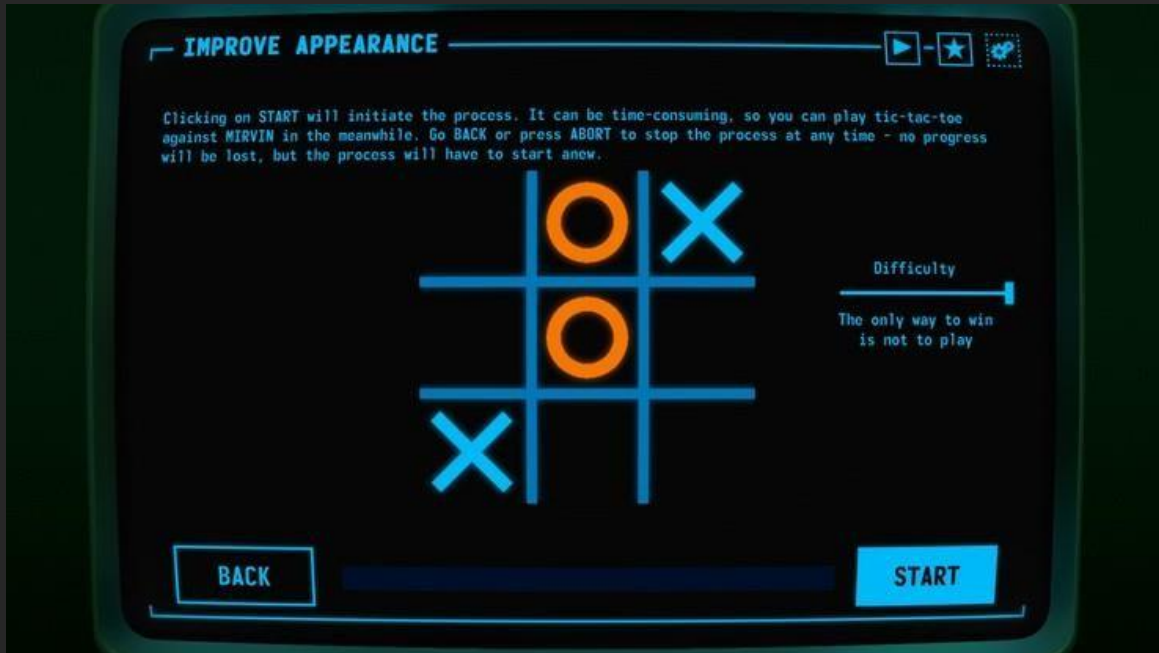 IMPROVE APPEARANCE
Clicking on START will initiate the process. It can be time-consuming, so you can play tic-tac-toe
against MIRVIN in the meanwhile. Go BACK or press ABORT to stop the process at any time - no progress
will be lost, but the process will have to start anew.
Difficulty
The only way to win
is not to play
BACK
START